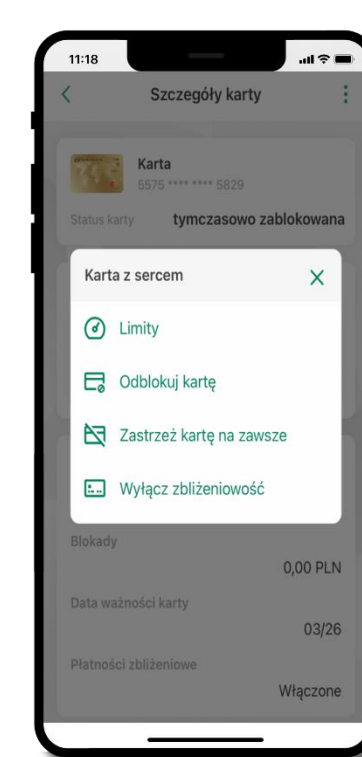 11:18
Szczegóły karty
Karta
5575 **** **** 5829
Status karty tymczasowo zablokowana
Karta z sercem
Limity
Odblokuj kartę
Zastrzeż kartę na zawsze
Wyłącz zbliżeniowość
Blokady
0,00 PLN
Data ważności karty
03/26
Płatności zbliżeniowe
Włączone